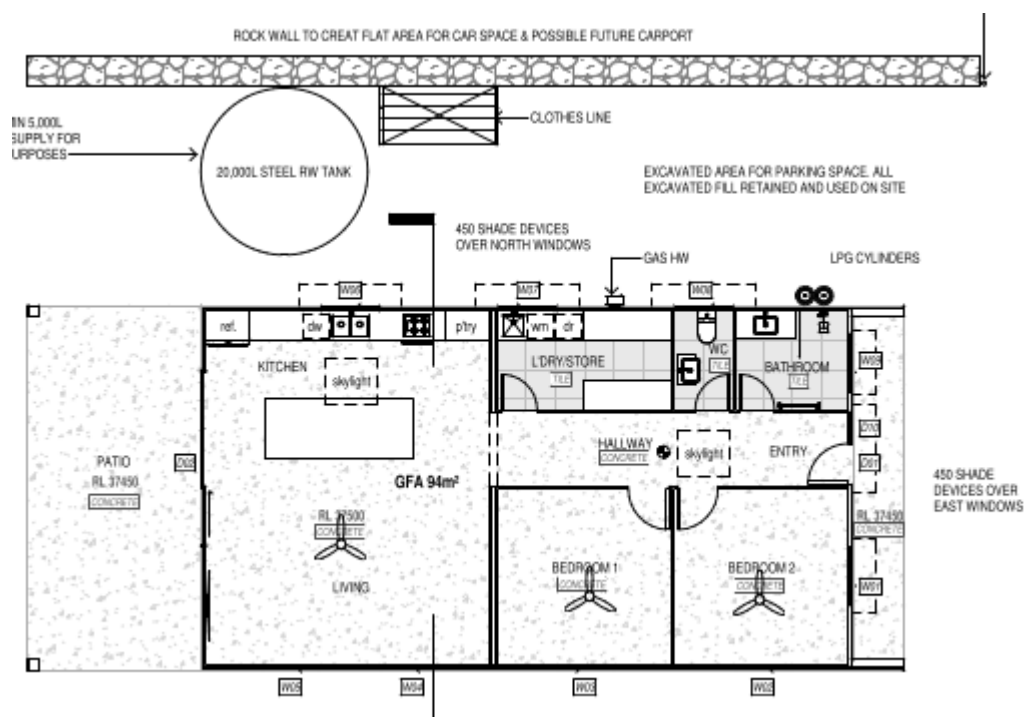 ROCK WALL TO CREAT FLAT AREA FOR CAR SPACE & POSSIBLE FUTURE CARPORT
CLOTHES LINE
IN 5,000L
SUPPLY FOR
URPOSES
20,000L STEEL RW TANK
EXCAVATED AREA FOR PARKING SPACE. ALL
EXCAVATED FILL RETAINED AND USED ON SITE
450 SHADE DEVICES
OVER NORTH WINDOWS
GAS HW
LPG CYLINDERS
W06
W07
W08
ref.
dw
p'try
wm
dr
KITCHEN
skylight
L'DRY/STORE
TILE
WC
TILE
BATHROOM
TILE
W09
D10
HALLWAY
CONCRETE
skylight
ENTRY
D01
PATIO
RL 37450
CONCRETE
D02
GFA 94m²
450 SHADE
DEVICES OVER
EAST WINDOWS
RL 37500
CONCRETE
RL 37450
CONCRETE
LIVING
BEDROOM 1
CONCRETE
BEDROOM 2
CONCRETE
W01
W05
W04
W03
W02